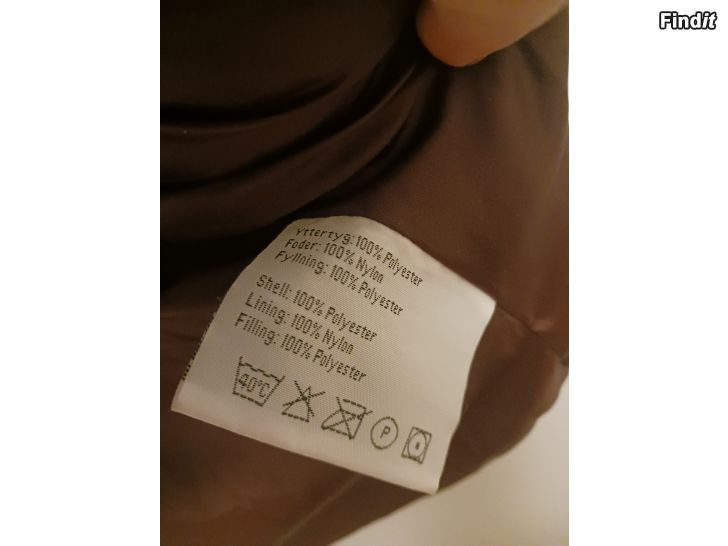 Findit
Yttertyg: 100% Polyester
Foder: 100% Nylon
Fyllning: 100% Polyester
Shell: 100% Polyester
Lining: 100% Nylon
Filling: 100% Polyester
40°C
P